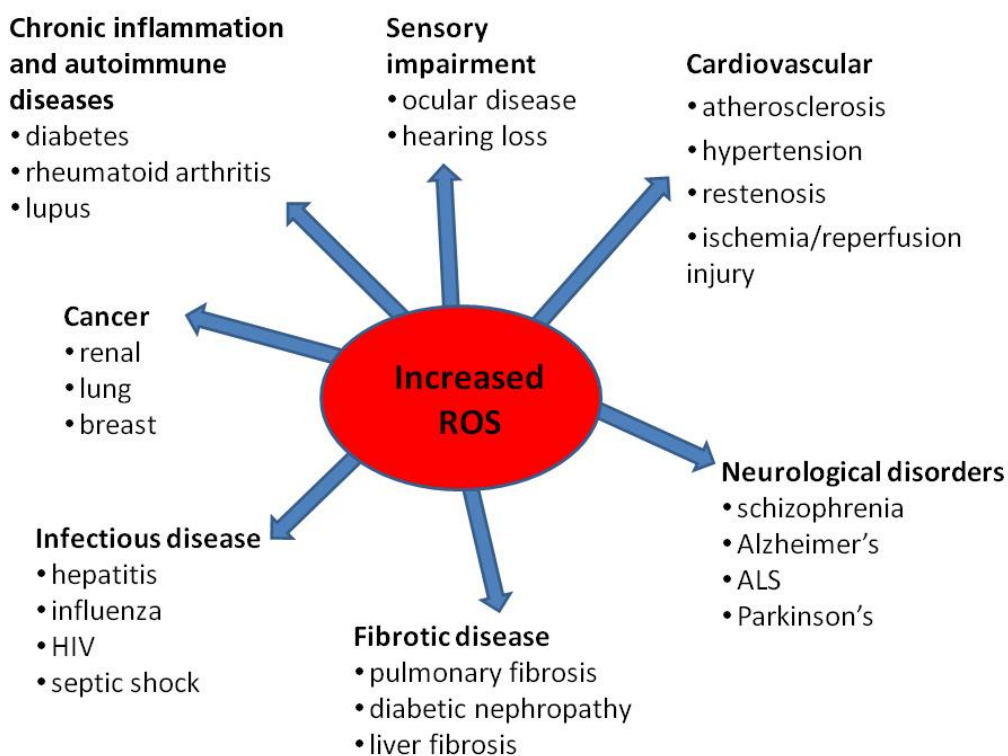 Chronic inflammation
and autoimmune
diseases
• diabetes
• rheumatoid arthritis
• lupus
Sensory
impairment
• ocular disease
• hearing loss
Cardiovascular
• atherosclerosis
• hypertension
• restenosis
• ischemia/reperfusion
injury
Cancer
• renal
• lung
• breast
Increased
ROS
Neurological disorders
• schizophrenia
• Alzheimer’s
• ALS
• Parkinson’s
Infectious disease
• hepatitis
• influenza
• HIV
• septic shock
Fibrotic disease
• pulmonary fibrosis
• diabetic nephropathy
• liver fibrosis